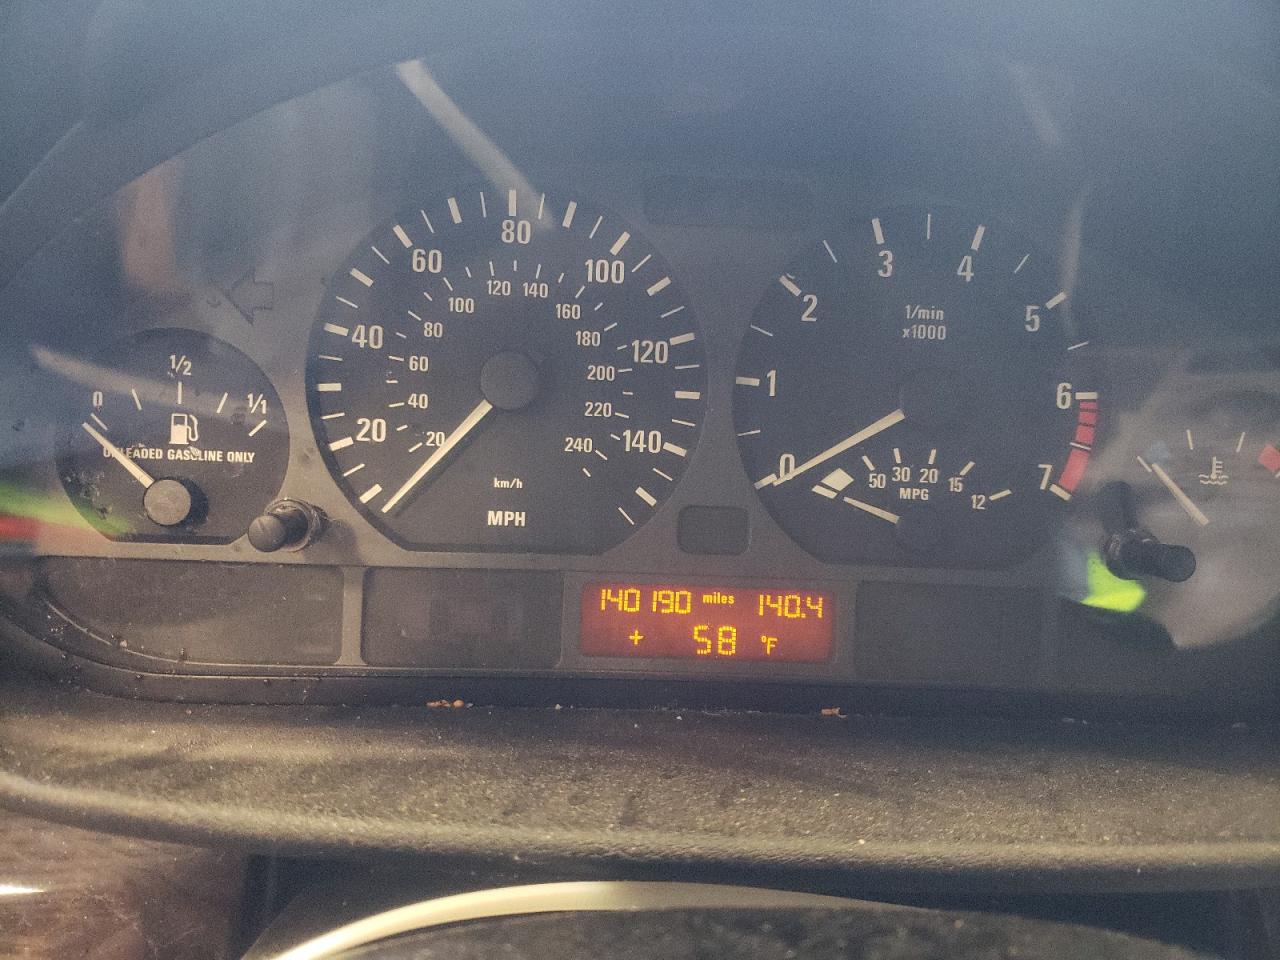 0 1/2 1/1
UNLEADED GASOLINE ONLY
20 40 60 80 100 120 140
20 40 60 80 100 120 140 160 180 200 220 240
km/h
MPH
0 1 2 3 4 5 6 7
1/min
x1000
50 30 20 15 12
MPG
140190 miles 140.4
+ 58 °F